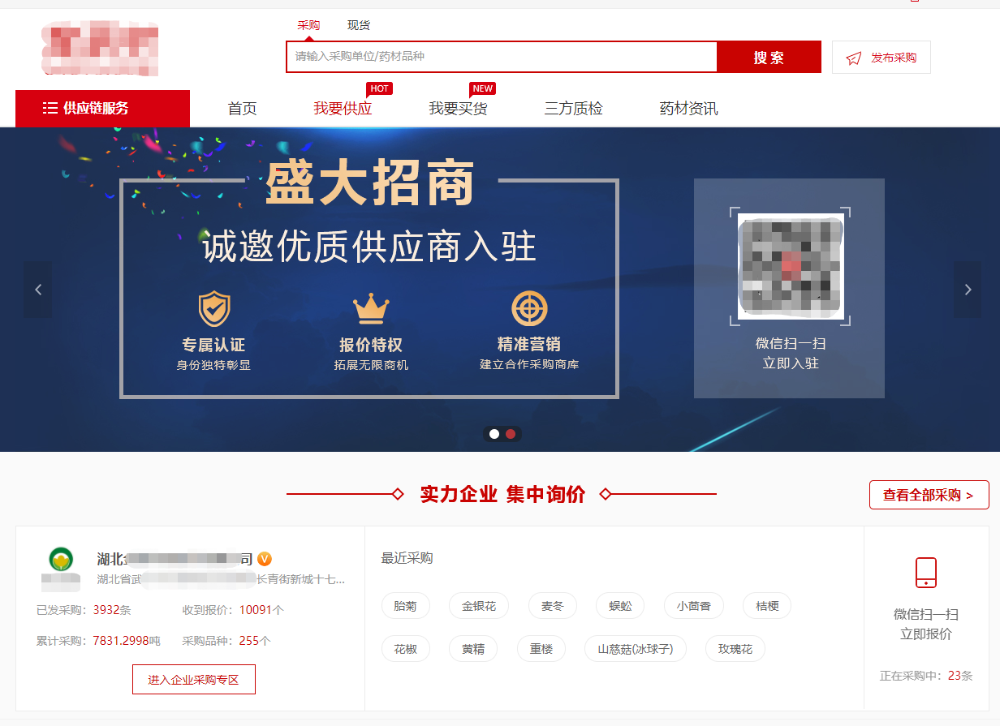 采购 现货
请输入采购单位/药材品种
搜索
发布采购
HOT NEW
供应链服务 首页 我要供应 我要买货 三方质检 药材资讯
盛大招商
诚邀优质供应商入驻
专属认证 报价特权 精准营销
身份独特彰显 拓展无限商机 建立合作采购商库
微信扫一扫
立即入驻
实力企业 集中询价
查看全部采购 >
湖北 司 V
湖北省武 长青街新城十七...
已发采购：3932条 收到报价：10091个
累计采购：7831.2998吨 采购品种：255个
进入企业采购专区
最近采购
胎菊 金银花 麦冬 蜈蚣 小茴香 桔梗
花椒 黄精 重楼 山慈菇(冰球子) 玫瑰花
微信扫一扫
立即报价
正在采购中：23条